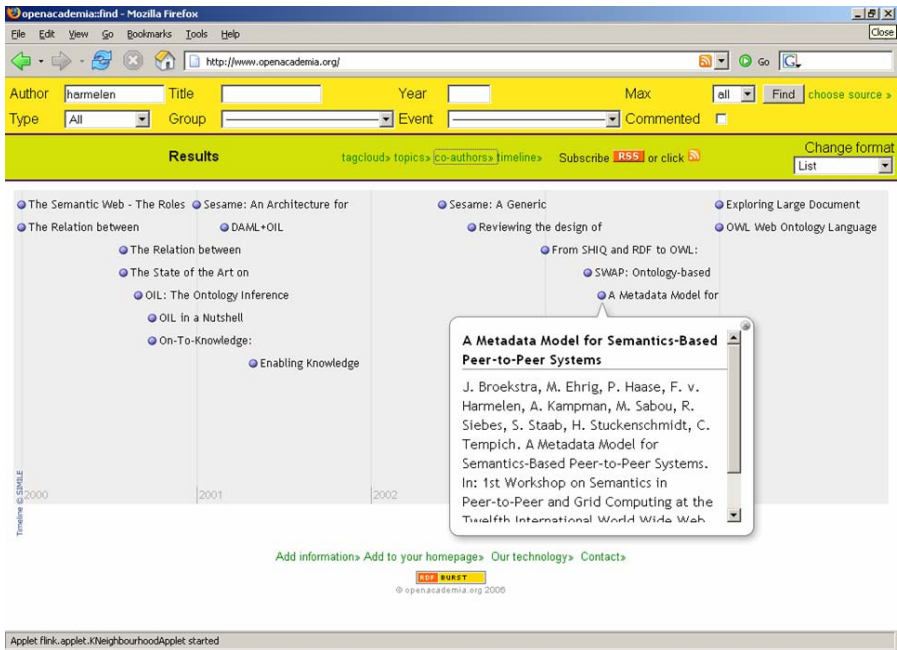 openacademia::find - Mozilla Firefox
File Edit View Go Bookmarks Tools Help
Close
http://www.openacademia.org/ Go G
Author harmelen Title Year Max all Find choose source »
Type All Group Event Commented
Results tagcloud» topics» co-authors» timeline» Subscribe RSS or click Change format
List
The Semantic Web - The Roles Sesame: An Architecture for Sesame: A Generic Exploring Large Document
The Relation between DAML+OIL Reviewing the design of OWL Web Ontology Language
The Relation between From SHIQ and RDF to OWL:
The State of the Art on SWAP: Ontology-based
OIL: The Ontology Inference A Metadata Model for
OIL in a Nutshell
On-To-Knowledge:
Enabling Knowledge
A Metadata Model for Semantics-Based
Peer-to-Peer Systems
J. Broekstra, M. Ehrig, P. Haase, F. v.
Harmelen, A. Kampman, M. Sabou, R.
Siebes, S. Staab, H. Stuckenschmidt, C.
Tempich. A Metadata Model for
Semantics-Based Peer-to-Peer Systems.
In: 1st Workshop on Semantics in
Peer-to-Peer and Grid Computing at the
Twelfth International World Wide Web
2000 2001 2002
Timeline © SIMILE
Add information» Add to your homepage» Our technology» Contact»
RDF BURST
© openacademia.org 2006
Applet flink.applet.KNeighbourhoodApplet started